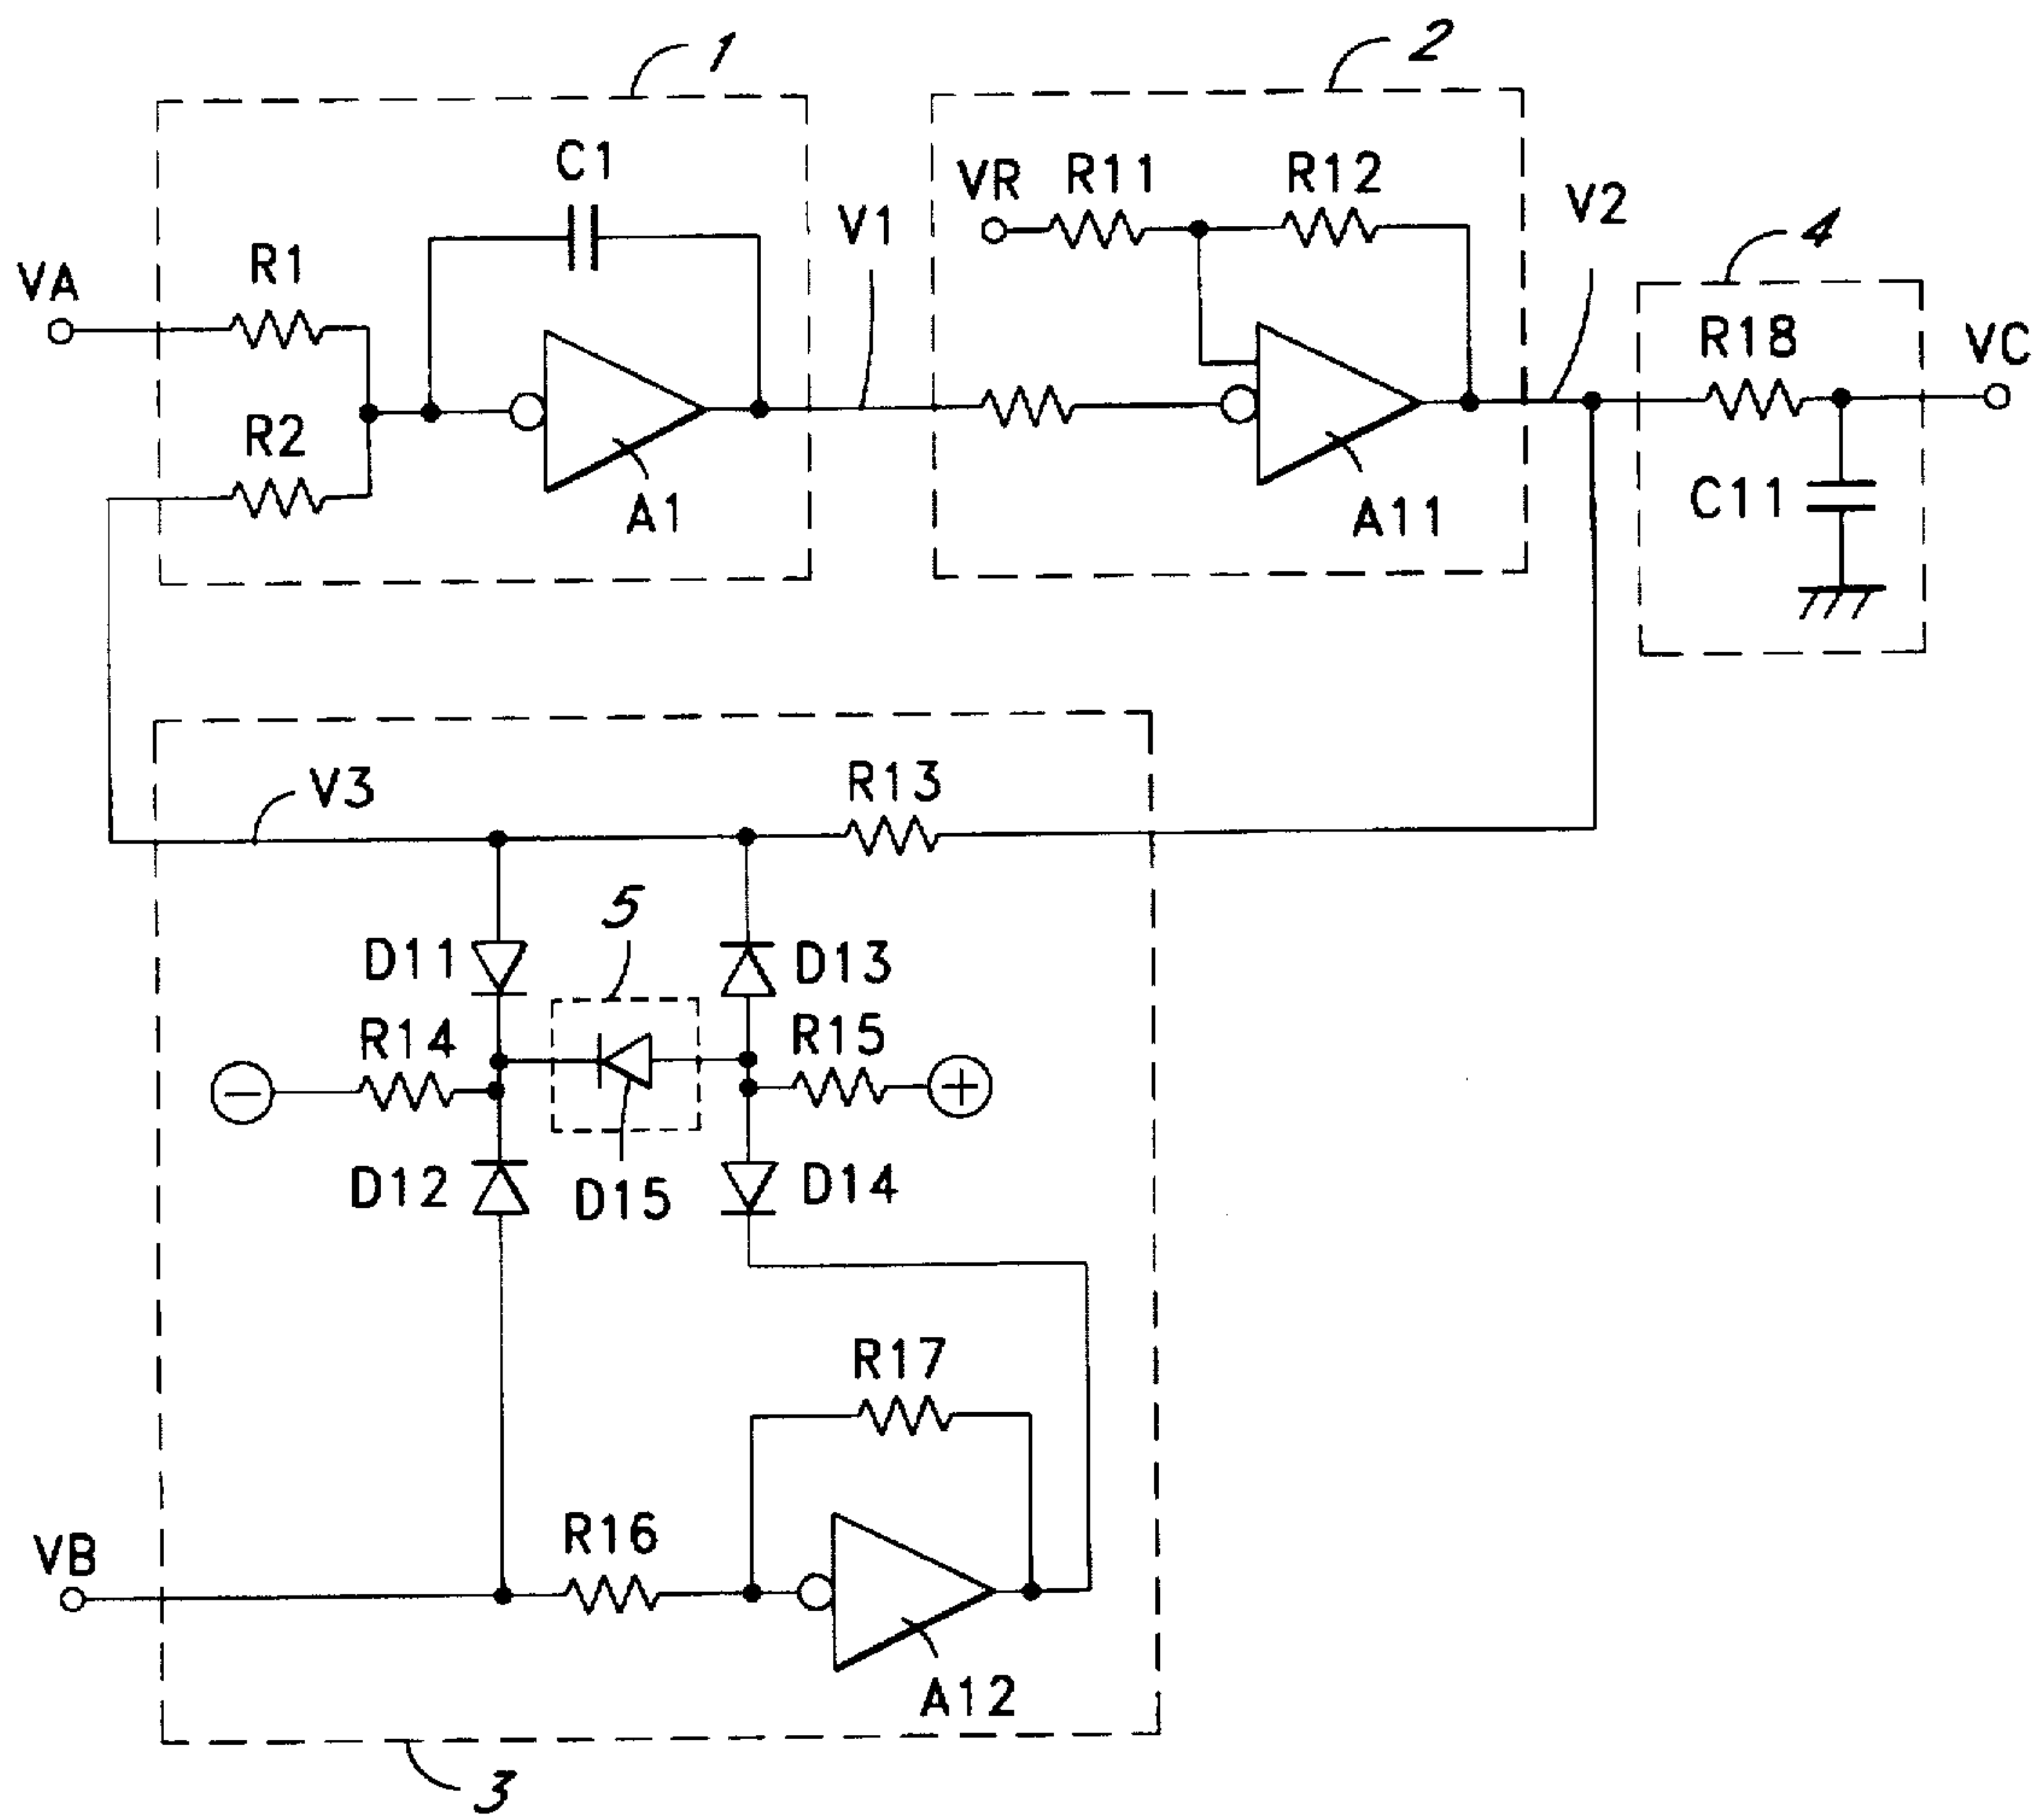 1
2
C1
VR
R11
R12
V1
V2
4
R1
VA
R18
VC
R2
C11
A1
A11
R13
V3
5
D11
D13
R14
R15
−
+
D12
D15
D14
R17
R16
VB
A12
3